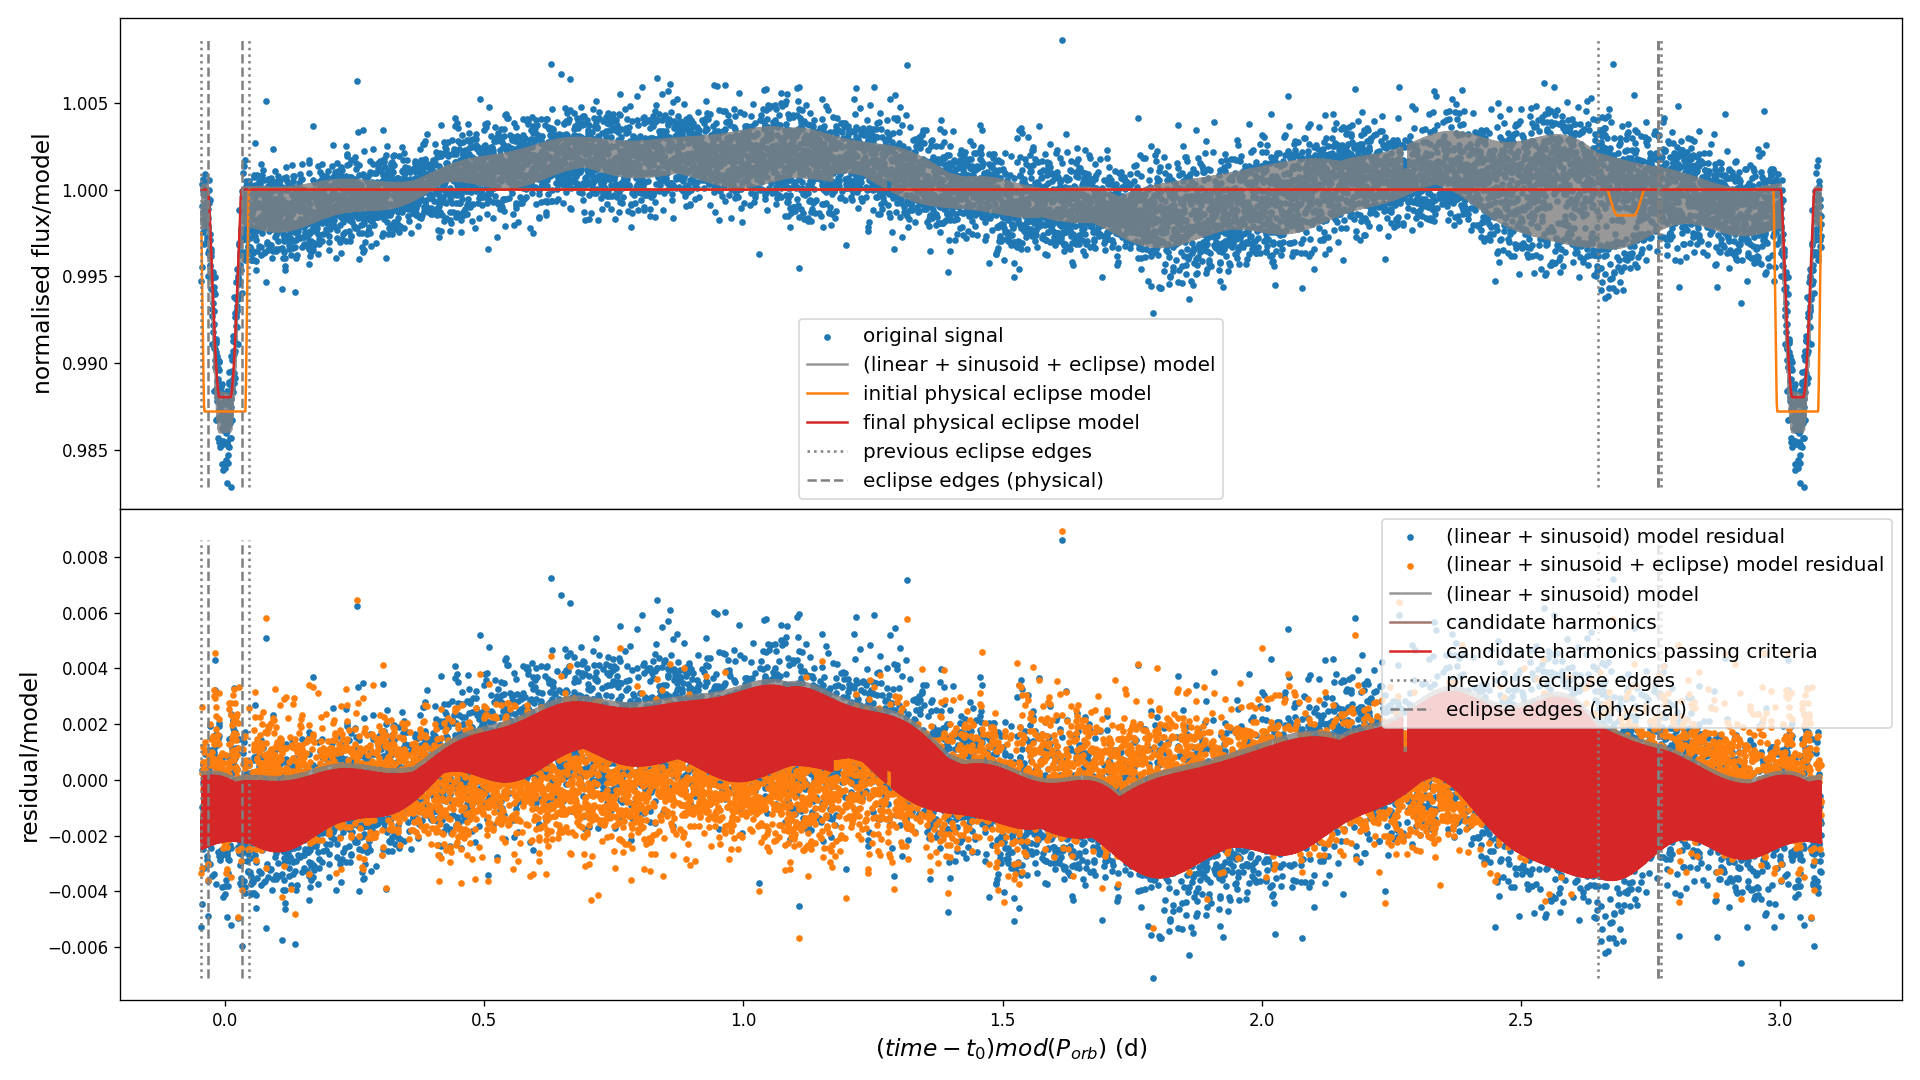 normalised flux/model
1.005
1.000
0.995
0.990
0.985
original signal
(linear + sinusoid + eclipse) model
initial physical eclipse model
final physical eclipse model
previous eclipse edges
eclipse edges (physical)
residual/model
0.008
0.006
0.004
0.002
0.000
−0.002
−0.004
−0.006
(linear + sinusoid) model residual
(linear + sinusoid + eclipse) model residual
(linear + sinusoid) model
candidate harmonics
candidate harmonics passing criteria
previous eclipse edges
eclipse edges (physical)
0.0 0.5 1.0 1.5 2.0 2.5 3.0
(time − t₀)mod(P_orb) (d)